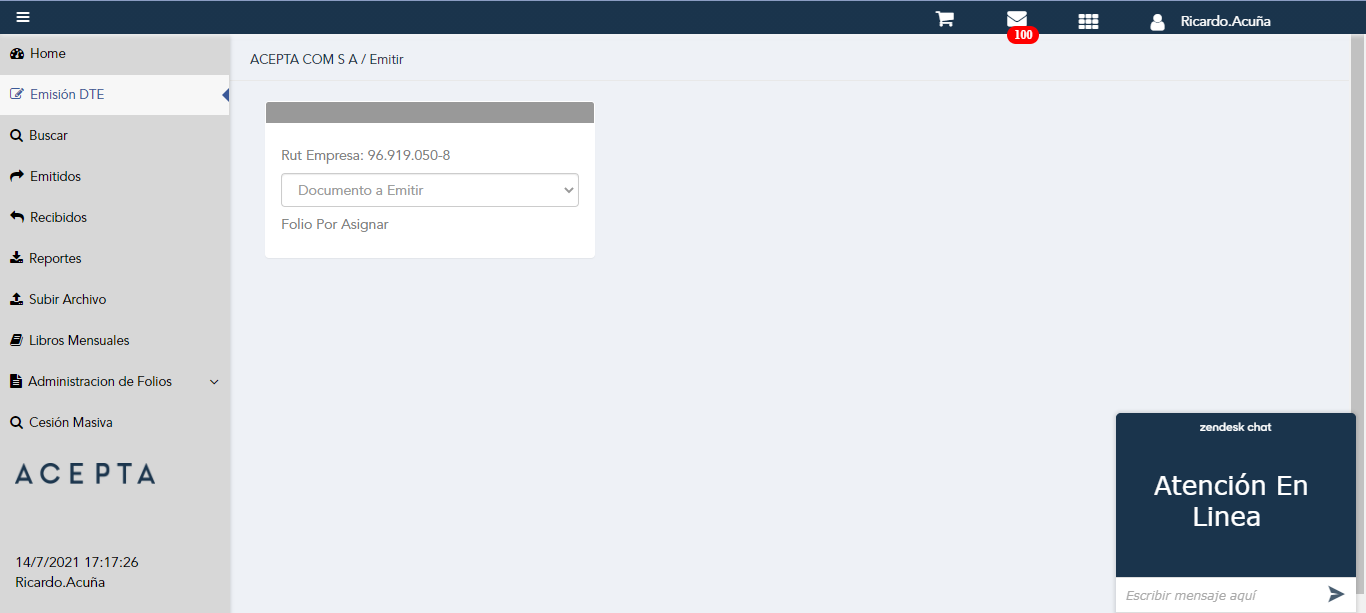 100
Ricardo.Acuña
Home
Emisión DTE
Buscar
Emitidos
Recibidos
Reportes
Subir Archivo
Libros Mensuales
Administracion de Folios
Cesión Masiva
ACEPTA
14/7/2021 17:17:26
Ricardo.Acuña
ACEPTA COM S A / Emitir
Rut Empresa: 96.919.050-8
Documento a Emitir
Folio Por Asignar
zendesk chat
Atención En
Linea
Escribir mensaje aquí